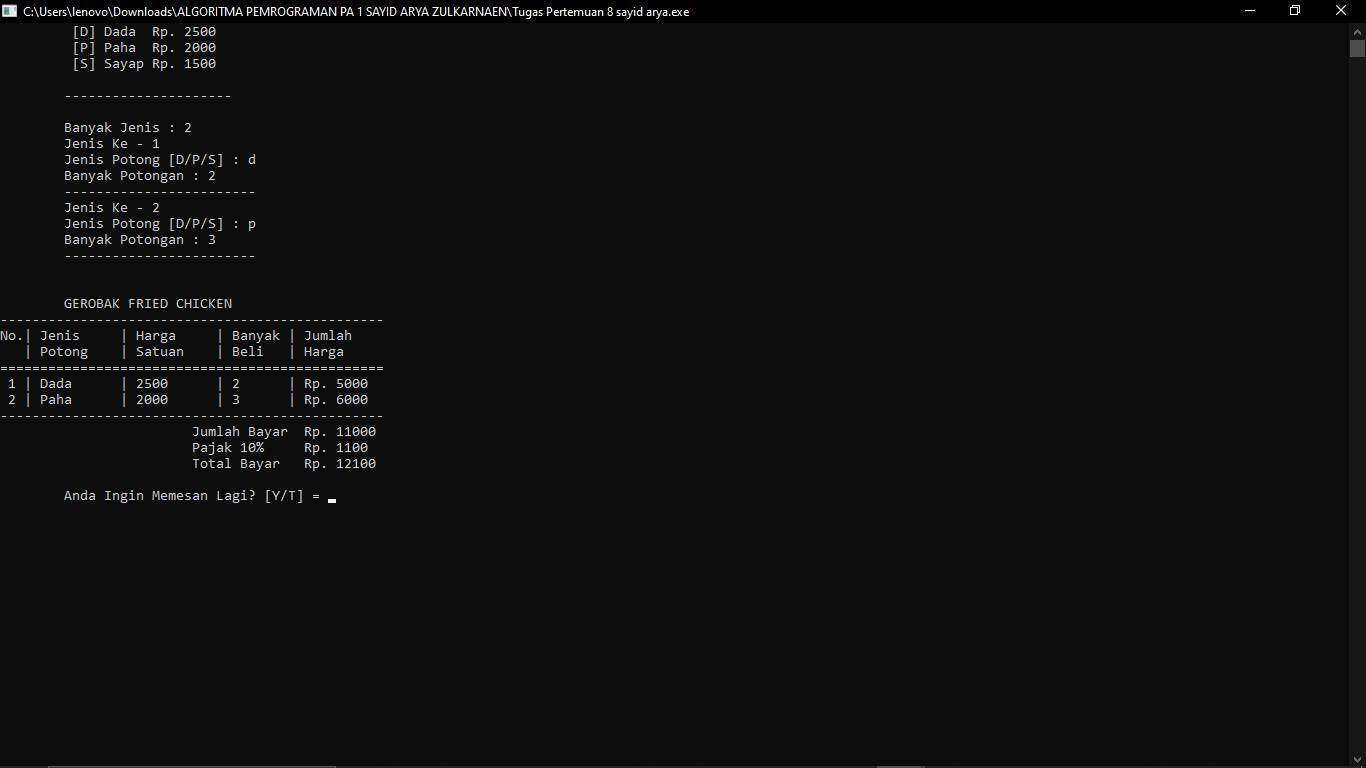 C:\Users\lenovo\Downloads\ALGORITMA PEMROGRAMAN PA 1 SAYID ARYA ZULKARNAEN\Tugas Pertemuan 8 sayid arya.exe
[D] Dada  Rp. 2500
[P] Paha  Rp. 2000
[S] Sayap Rp. 1500
---------------------
Banyak Jenis : 2
Jenis Ke - 1
Jenis Potong [D/P/S] : d
Banyak Potongan : 2
------------------------
Jenis Ke - 2
Jenis Potong [D/P/S] : p
Banyak Potongan : 3
------------------------
GEROBAK FRIED CHICKEN
------------------------------------------------
No.| Jenis     | Harga     | Banyak | Jumlah
   | Potong    | Satuan    | Beli   | Harga
================================================
 1 | Dada      | 2500      | 2      | Rp. 5000
 2 | Paha      | 2000      | 3      | Rp. 6000
------------------------------------------------
Jumlah Bayar  Rp. 11000
Pajak 10%     Rp. 1100
Total Bayar   Rp. 12100
Anda Ingin Memesan Lagi? [Y/T] =